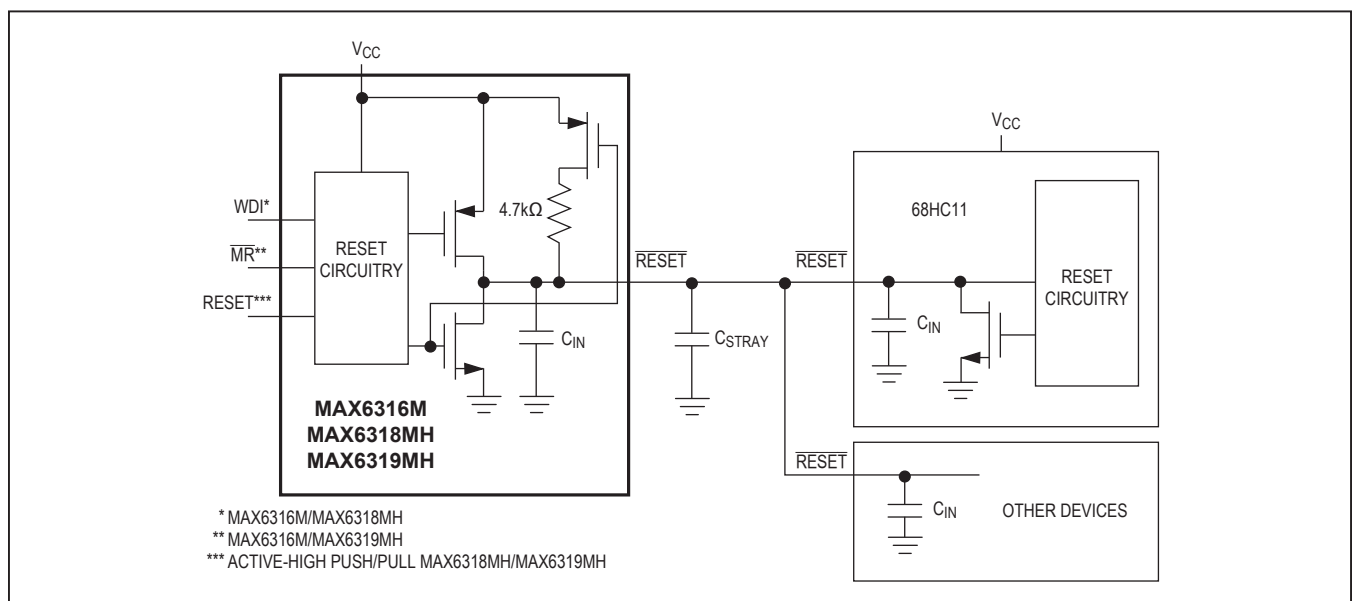 VCC
WDI*
MR**
RESET***
RESET
CIRCUITRY
4.7kΩ
CIN
MAX6316M
MAX6318MH
MAX6319MH
RESET
CSTRAY
RESET
VCC
68HC11
CIN
RESET
CIRCUITRY
RESET
CIN
OTHER DEVICES
* MAX6316M/MAX6318MH
** MAX6316M/MAX6319MH
*** ACTIVE-HIGH PUSH/PULL MAX6318MH/MAX6319MH